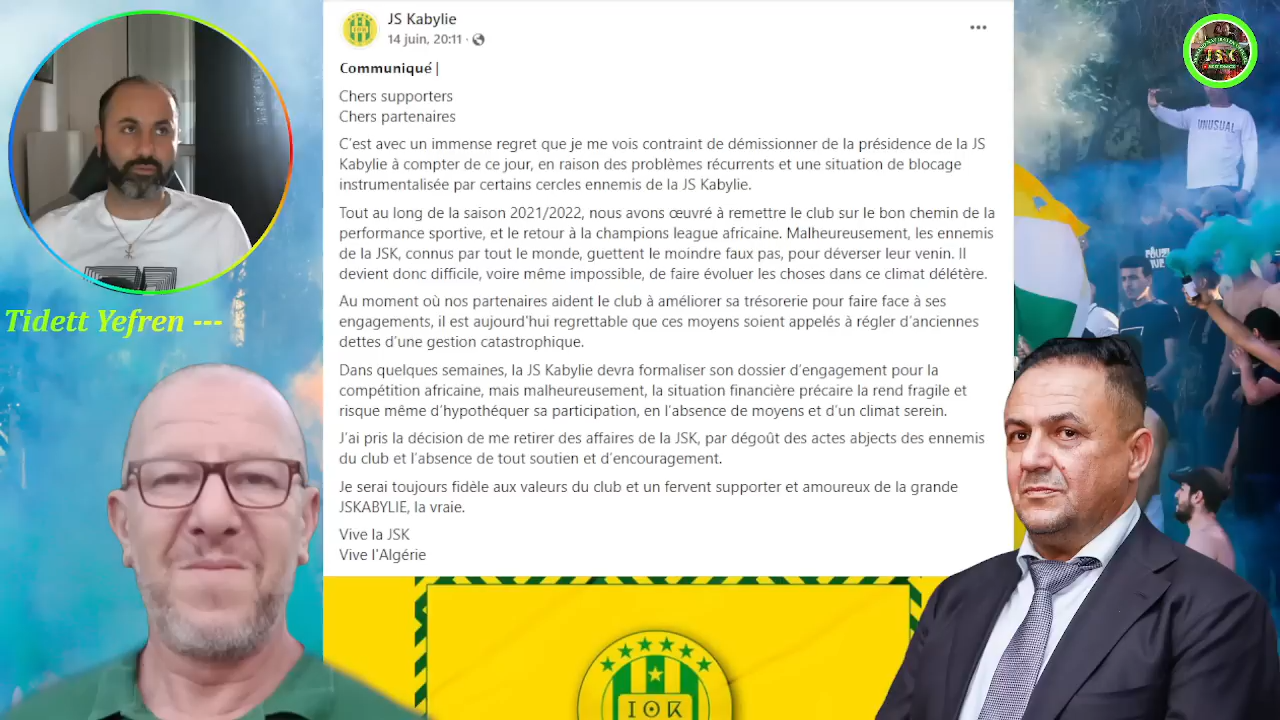 JS Kabylie
14 juin, 20:11 ·
Communiqué |
Chers supporters
Chers partenaires
C'est avec un immense regret que je me vois contraint de démissionner de la présidence de la JS
Kabylie à compter de ce jour, en raison des problèmes récurrents et une situation de blocage
instrumentalisée par certains cercles ennemis de la JS Kabylie.
Tout au long de la saison 2021/2022, nous avons œuvré à remettre le club sur le bon chemin de la
performance sportive, et le retour à la champions league africaine. Malheureusement, les ennemis
de la JSK, connus par tout le monde, guettent le moindre faux pas, pour déverser leur venin. Il
devient donc difficile, voire même impossible, de faire évoluer les choses dans ce climat délétère.
Au moment où nos partenaires aident le club à améliorer sa trésorerie pour faire face à ses
engagements, il est aujourd'hui regrettable que ces moyens soient appelés à régler d'anciennes
dettes d'une gestion catastrophique.
Dans quelques semaines, la JS Kabylie devra formaliser son dossier d'engagement pour la
compétition africaine, mais malheureusement, la situation financière précaire la rend fragile et
risque même d'hypothéquer sa participation, en l'absence de moyens et d'un climat serein.
J'ai pris la décision de me retirer des affaires de la JSK, par dégoût des actes abjects des ennemis
du club et l'absence de tout soutien et d'encouragement.
Je serai toujours fidèle aux valeurs du club et un fervent supporter et amoureux de la grande
JSKABYLIE, la vraie.
Vive la JSK
Vive l'Algérie
Tidett Yefren ---
UNUSUAL
JSK
ⵊⵙⴽ